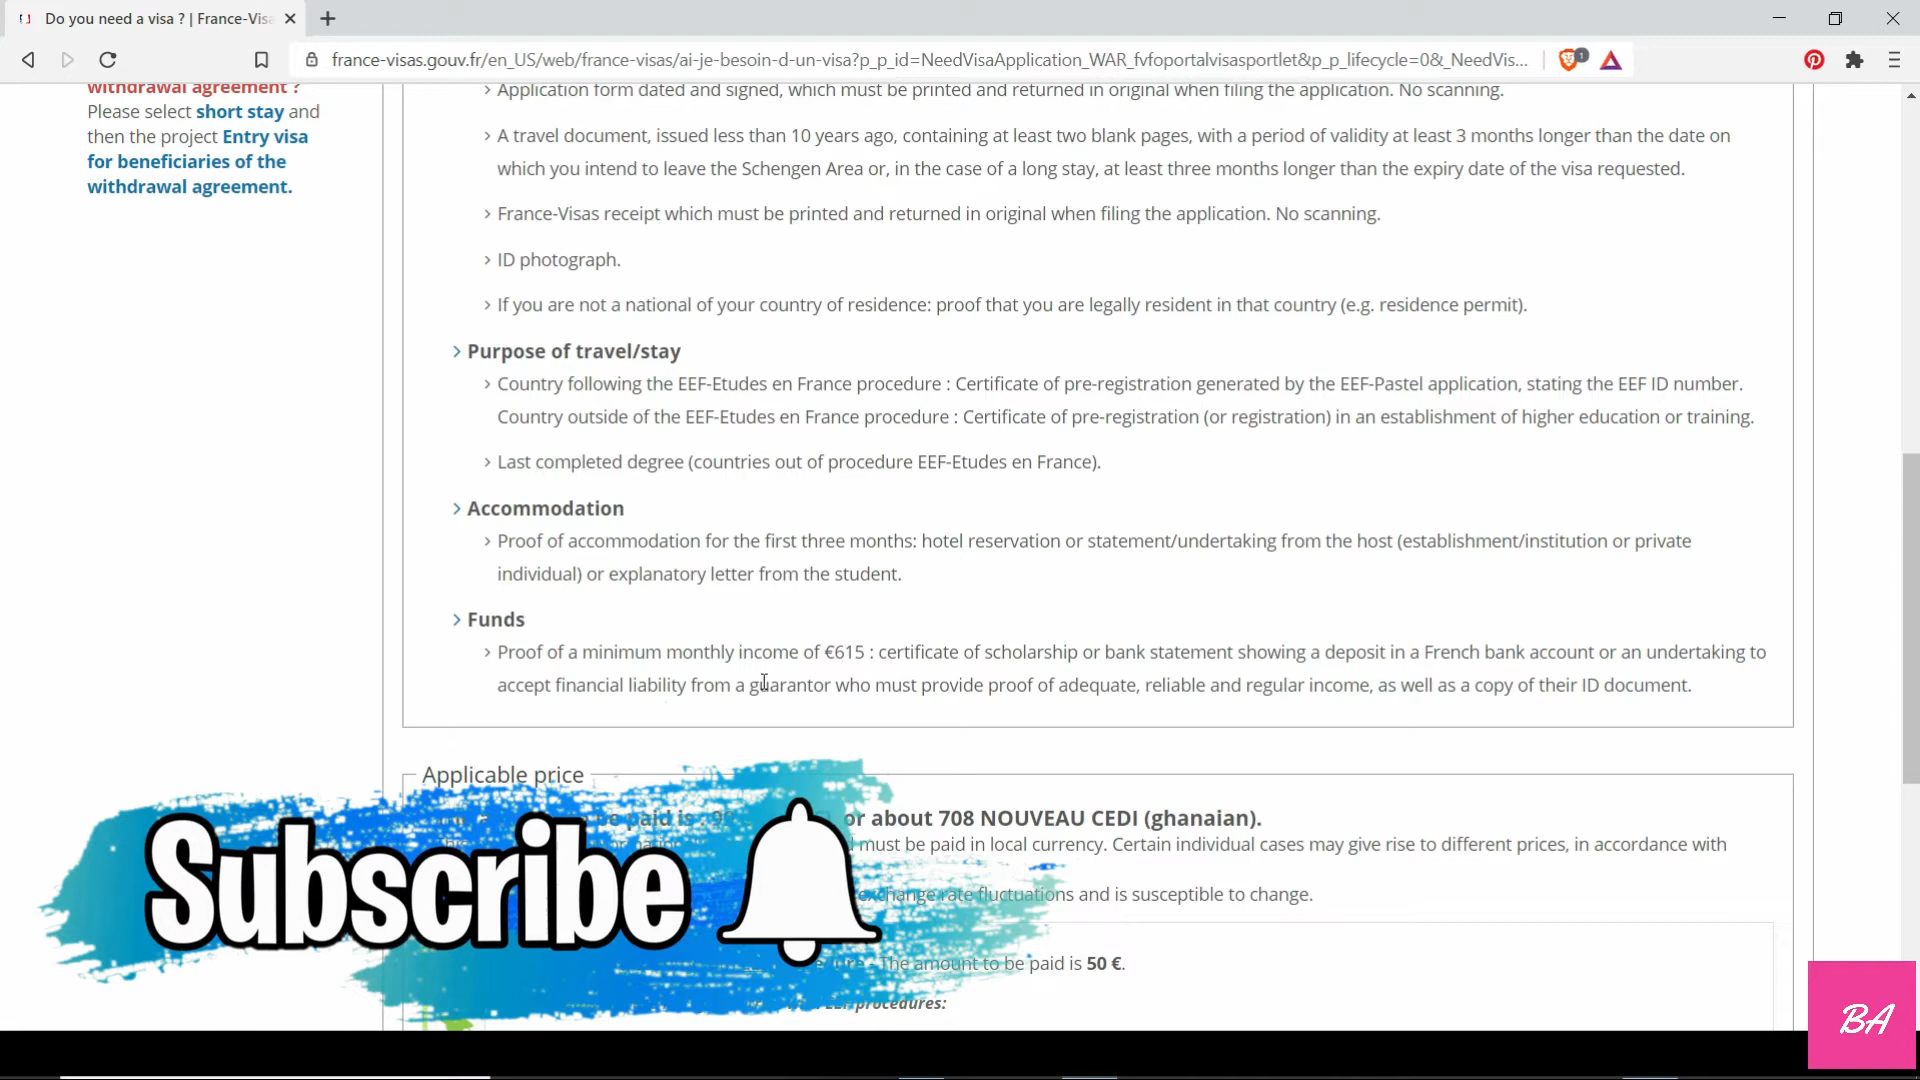 Do you need a visa ? | France-Visa
france-visas.gouv.fr/en_US/web/france-visas/ai-je-besoin-d-un-visa?p_p_id=NeedVisaApplication_WAR_fvfoportalvisasportlet&p_p_lifecycle=0&_NeedVis...
1
withdrawal agreement ?
Please select short stay and
then the project Entry visa
for beneficiaries of the
withdrawal agreement.
Application form dated and signed, which must be printed and returned in original when filing the application. No scanning.
A travel document, issued less than 10 years ago, containing at least two blank pages, with a period of validity at least 3 months longer than the date on
which you intend to leave the Schengen Area or, in the case of a long stay, at least three months longer than the expiry date of the visa requested.
France-Visas receipt which must be printed and returned in original when filing the application. No scanning.
ID photograph.
If you are not a national of your country of residence: proof that you are legally resident in that country (e.g. residence permit).
Purpose of travel/stay
Country following the EEF-Etudes en France procedure : Certificate of pre-registration generated by the EEF-Pastel application, stating the EEF ID number.
Country outside of the EEF-Etudes en France procedure : Certificate of pre-registration (or registration) in an establishment of higher education or training.
Last completed degree (countries out of procedure EEF-Etudes en France).
Accommodation
Proof of accommodation for the first three months: hotel reservation or statement/undertaking from the host (establishment/institution or private
individual) or explanatory letter from the student.
Funds
Proof of a minimum monthly income of €615 : certificate of scholarship or bank statement showing a deposit in a French bank account or an undertaking to
accept financial liability from a guarantor who must provide proof of adequate, reliable and regular income, as well as a copy of their ID document.
Applicable price
be paid is or about 708 NOUVEAU CEDI (ghanaian).
must be paid in local currency. Certain individual cases may give rise to different prices, in accordance with
exchange rate fluctuations and is susceptible to change.
The amount to be paid is 50 €.
procedures:
Subscribe
BA